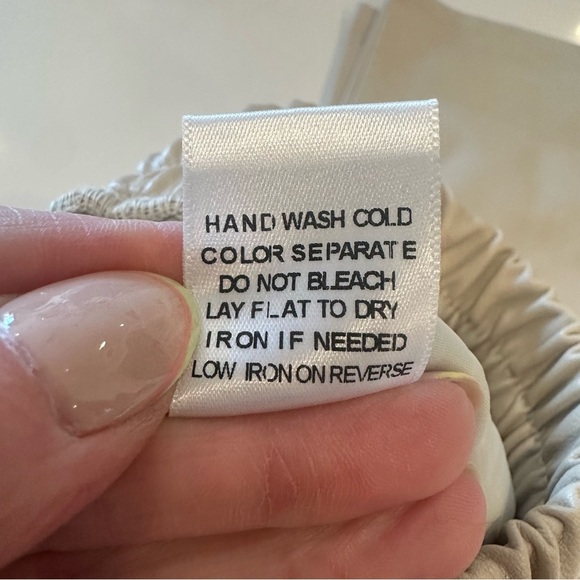 HAND WASH COLD
COLOR SEPARATE
DO NOT BLEACH
LAY FLAT TO DRY
IRON IF NEEDED
LOW IRON ON REVERSE